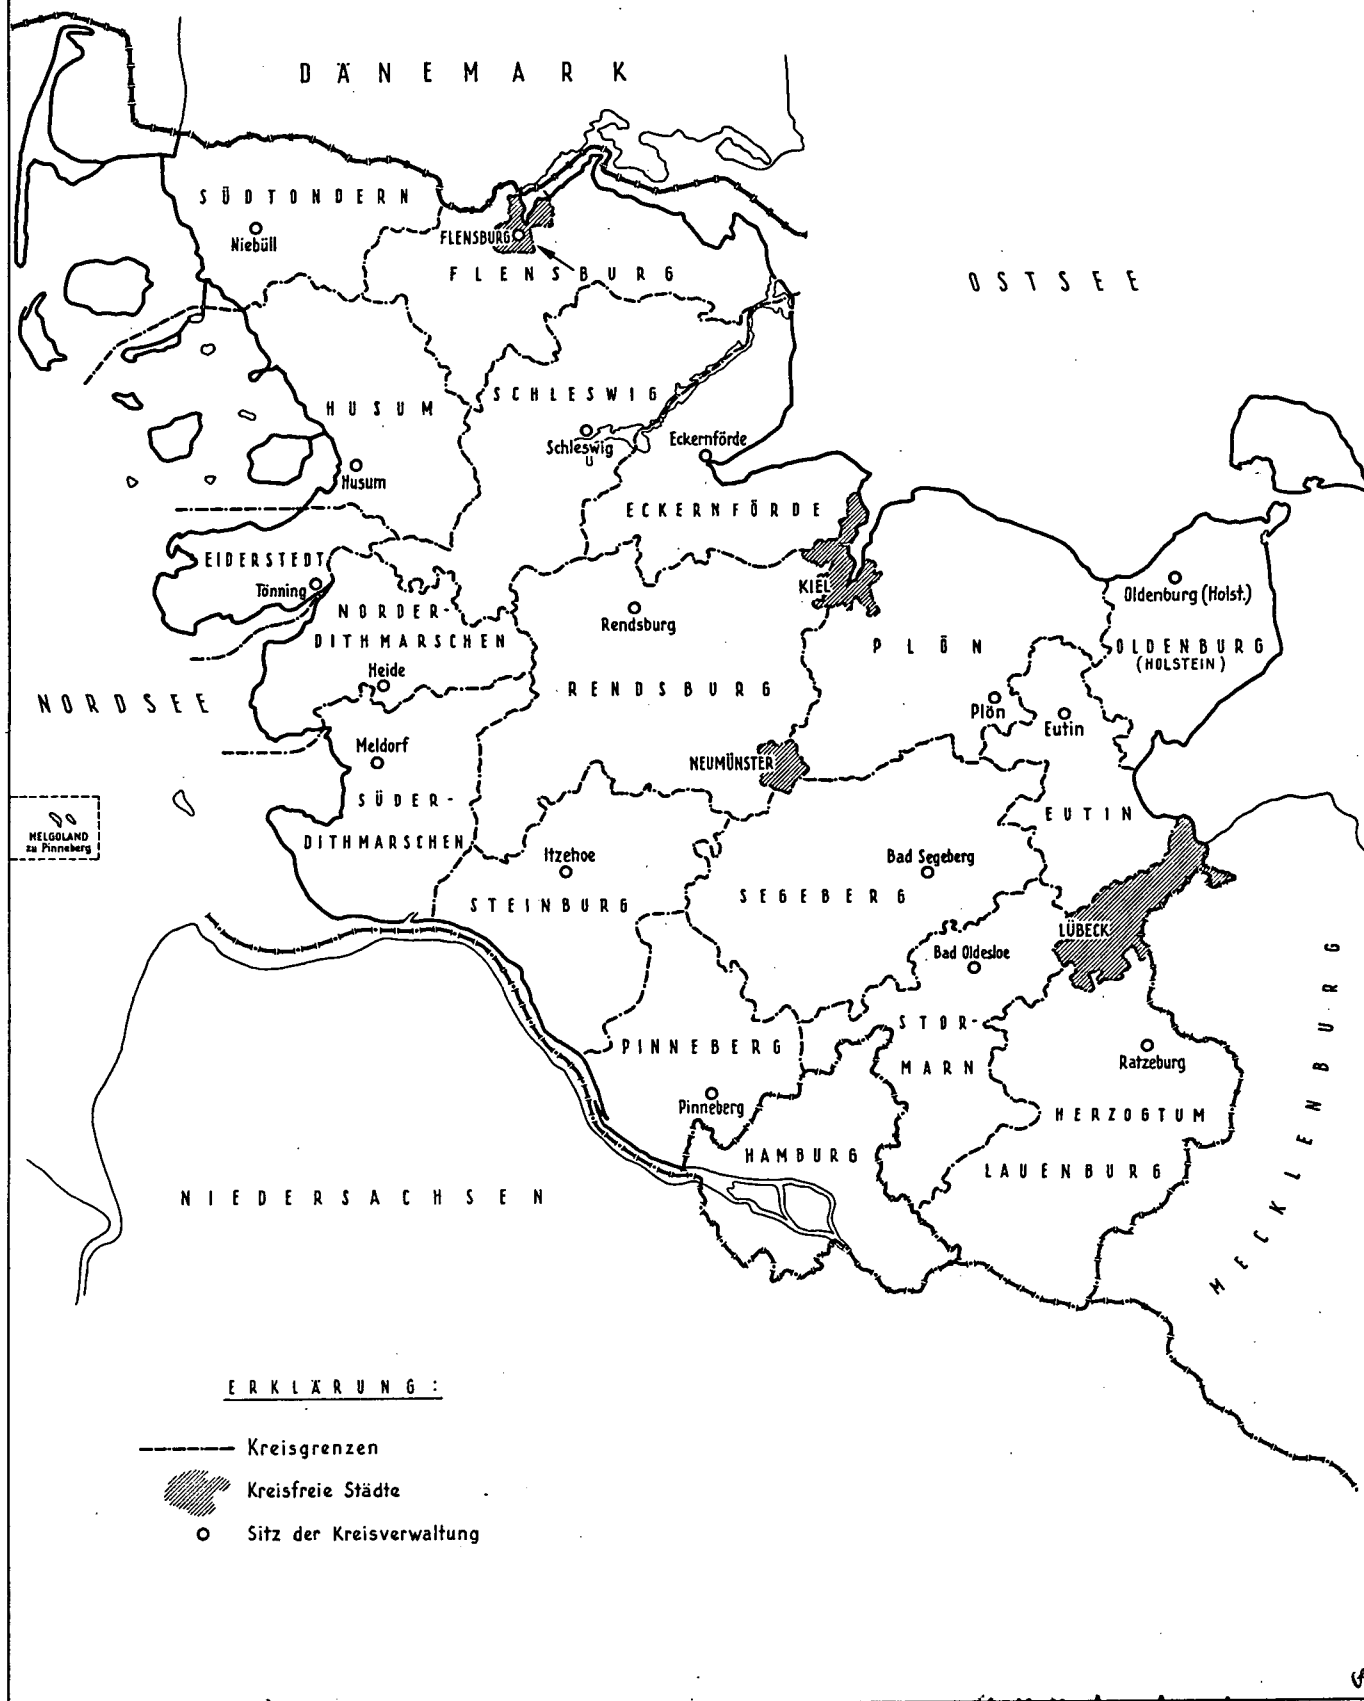 DÄNEMARK
SÜDTONDERN
Niebüll
FLENSBURG
FLENSBURG
OSTSEE
SCHLESWIG
HUSUM
Schleswig
Eckernförde
Husum
ECKERNFÖRDE
EIDERSTEDT
Tönning
KIEL
Oldenburg (Holst.)
NORDER-
DITHMARSCHEN
Rendsburg
PLÖN
OLDENBURG
(HOLSTEIN)
Heide
RENDSBURG
NORDSEE
Plön
Eutin
Meldorf
NEUMÜNSTER
SÜDER-
DITHMARSCHEN
EUTIN
HELGOLAND
zu Pinneberg
Itzehoe
Bad Segeberg
STEINBURG
SEGEBERG
LÜBECK
Bad Oldesloe
STOR-
MARN
PINNEBERG
Ratzeburg
Pinneberg
HERZOGTUM
LAUENBURG
HAMBURG
NIEDERSACHSEN
MECKLENBURG
ERKLÄRUNG:
Kreisgrenzen
Kreisfreie Städte
Sitz der Kreisverwaltung